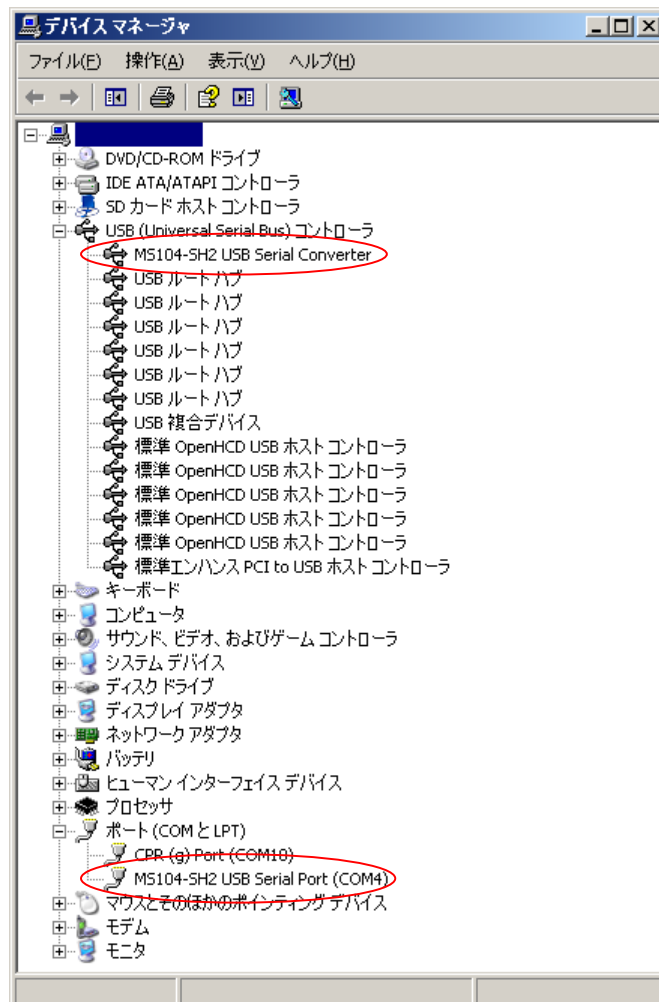 デバイス マネージャ
ファイル(F) 操作(A) 表示(V) ヘルプ(H)
DVD/CD-ROM ドライブ
IDE ATA/ATAPI コントローラ
SD カード ホスト コントローラ
USB (Universal Serial Bus) コントローラ
MS104-SH2 USB Serial Converter
USB ルート ハブ
USB ルート ハブ
USB ルート ハブ
USB ルート ハブ
USB ルート ハブ
USB ルート ハブ
USB 複合デバイス
標準 OpenHCD USB ホスト コントローラ
標準 OpenHCD USB ホスト コントローラ
標準 OpenHCD USB ホスト コントローラ
標準 OpenHCD USB ホスト コントローラ
標準 OpenHCD USB ホスト コントローラ
標準エンハンス PCI to USB ホスト コントローラ
キーボード
コンピュータ
サウンド、ビデオ、およびゲーム コントローラ
システム デバイス
ディスク ドライブ
ディスプレイ アダプタ
ネットワーク アダプタ
バッテリ
ヒューマン インターフェイス デバイス
プロセッサ
ポート (COM と LPT)
CPR (g) Port (COM10)
MS104-SH2 USB Serial Port (COM4)
マウスとそのほかのポインティング デバイス
モデム
モニタ